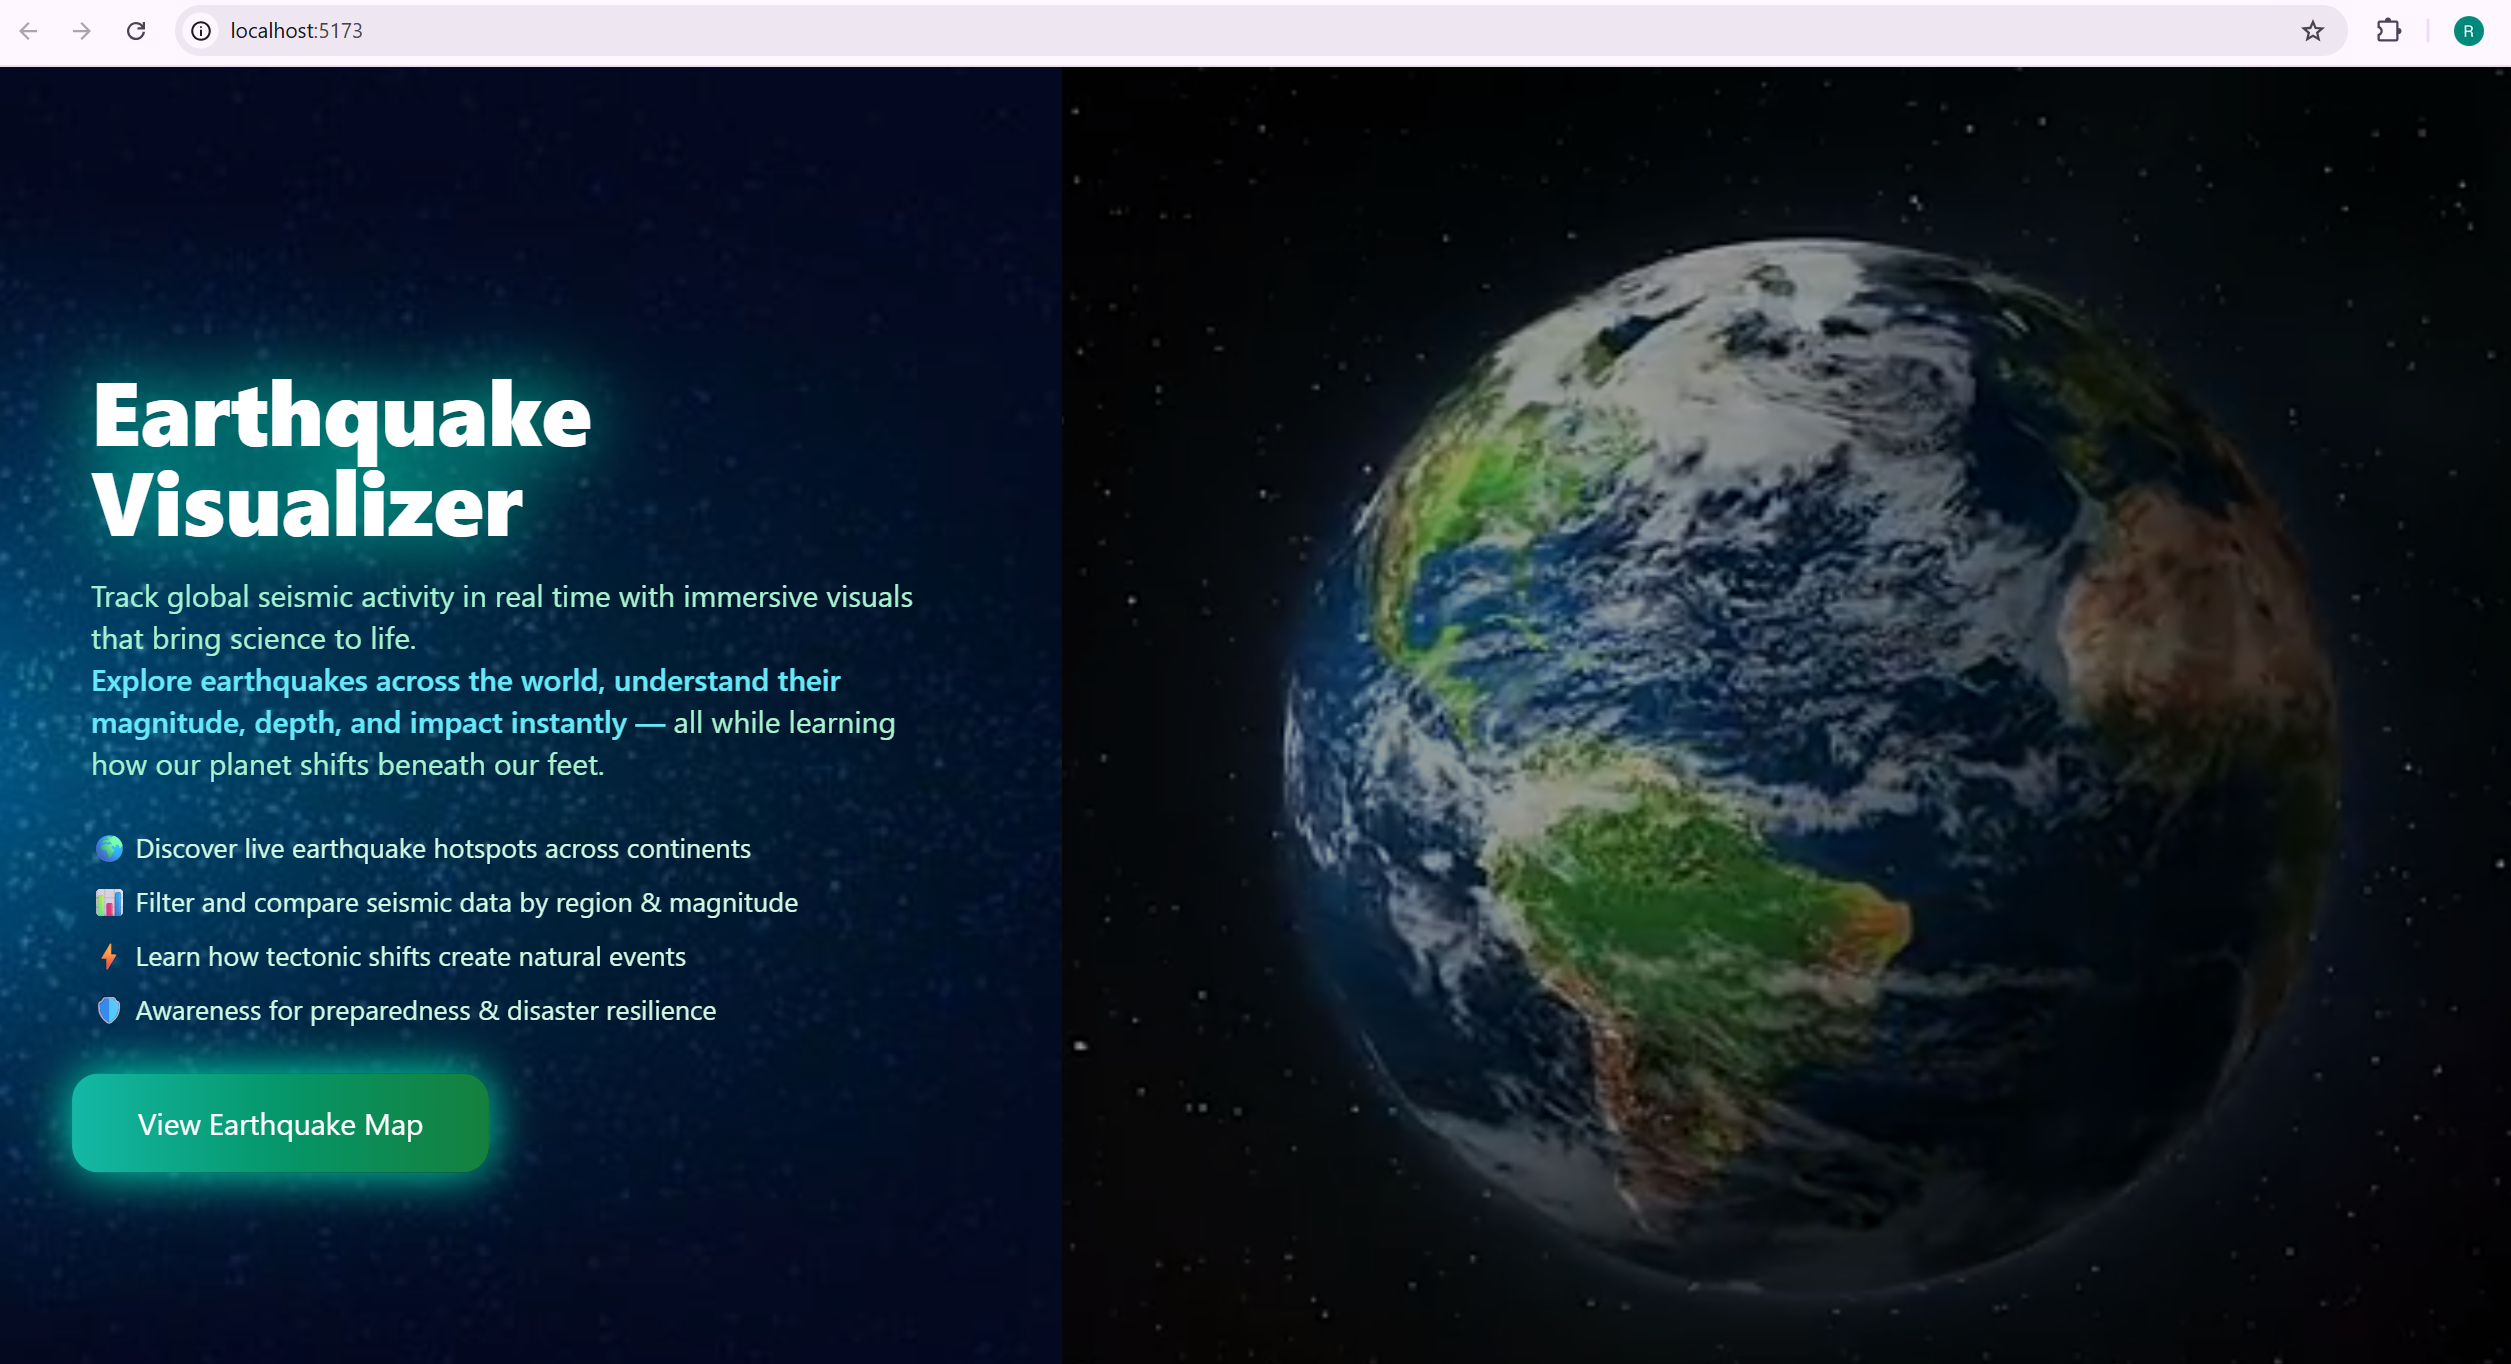 localhost:5173
R
Earthquake
Visualizer
Track global seismic activity in real time with immersive visuals
that bring science to life.
Explore earthquakes across the world, understand their
magnitude, depth, and impact instantly — all while learning
how our planet shifts beneath our feet.
Discover live earthquake hotspots across continents
Filter and compare seismic data by region & magnitude
Learn how tectonic shifts create natural events
Awareness for preparedness & disaster resilience
View Earthquake Map